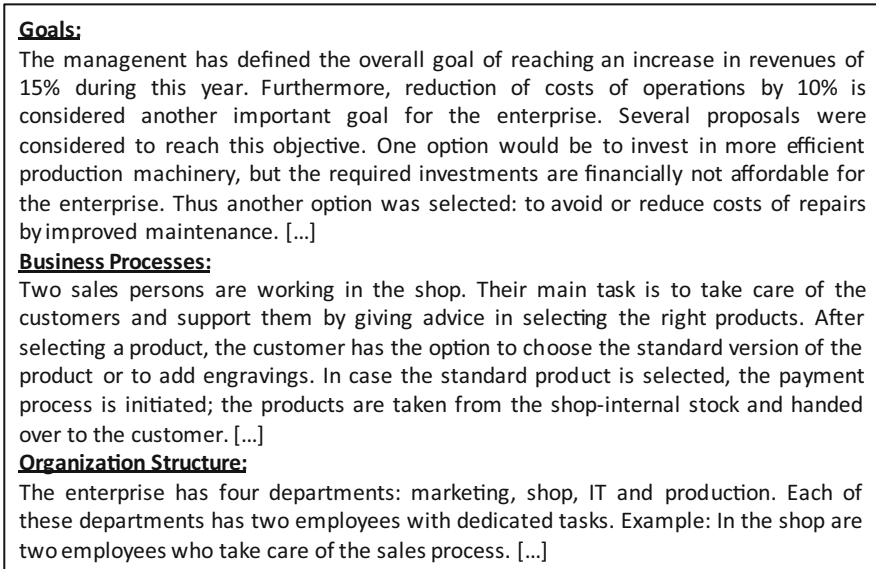 Goals:
The managenent has defined the overall goal of reaching an increase in revenues of
15% during this year. Furthermore, reduction of costs of operations by 10% is
considered another important goal for the enterprise. Several proposals were
considered to reach this objective. One option would be to invest in more efficient
production machinery, but the required investments are financially not affordable for
the enterprise. Thus another option was selected: to avoid or reduce costs of repairs
by improved maintenance. […]
Business Processes:
Two sales persons are working in the shop. Their main task is to take care of the
customers and support them by giving advice in selecting the right products. After
selecting a product, the customer has the option to choose the standard version of the
product or to add engravings. In case the standard product is selected, the payment
process is initiated; the products are taken from the shop-internal stock and handed
over to the customer. […]
Organization Structure:
The enterprise has four departments: marketing, shop, IT and production. Each of
these departments has two employees with dedicated tasks. Example: In the shop are
two employees who take care of the sales process. […]